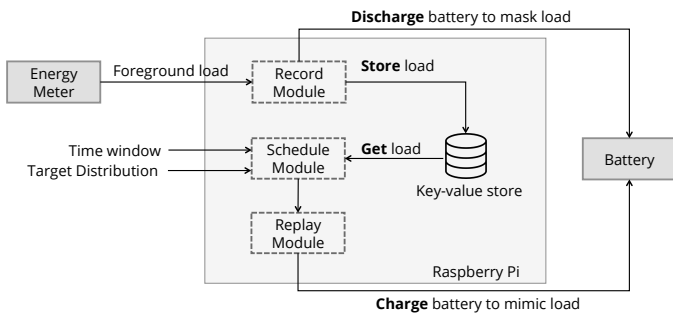 Discharge battery to mask load
Energy
Meter
Foreground load
Record
Module
Store load
Time window
Target Distribution
Schedule
Module
Get load
Key-value store
Battery
Replay
Module
Raspberry Pi
Charge battery to mimic load